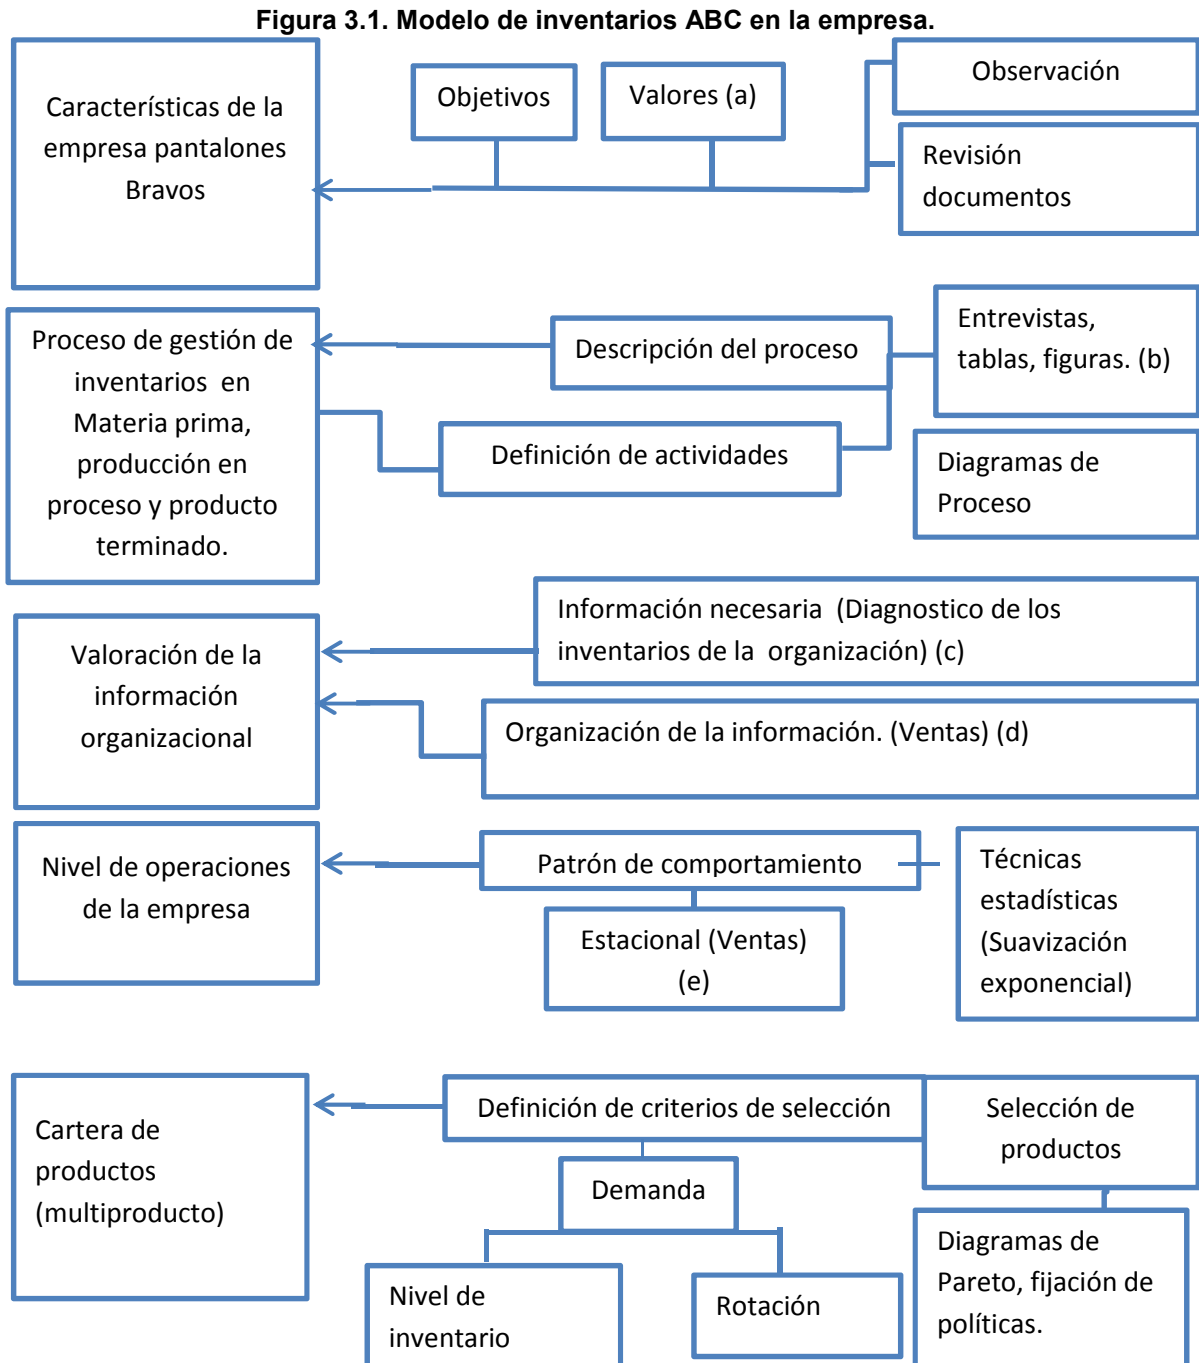 Figura 3.1. Modelo de inventarios ABC en la empresa.
Características de la
empresa pantalones
Bravos
Objetivos
Valores (a)
Observación
Revisión
documentos
Proceso de gestión de
inventarios en
Materia prima,
producción en
proceso y producto
terminado.
Descripción del proceso
Definición de actividades
Entrevistas,
tablas, figuras. (b)
Diagramas de
Proceso
Valoración de la
información
organizacional
Información necesaria (Diagnostico de los
inventarios de la organización) (c)
Organización de la información. (Ventas) (d)
Nivel de operaciones
de la empresa
Patrón de comportamiento
Estacional (Ventas)
(e)
Técnicas
estadísticas
(Suavización
exponencial)
Cartera de
productos
(multiproducto)
Definición de criterios de selección
Selección de
productos
Demanda
Nivel de
inventario
Rotación
Diagramas de
Pareto, fijación de
políticas.